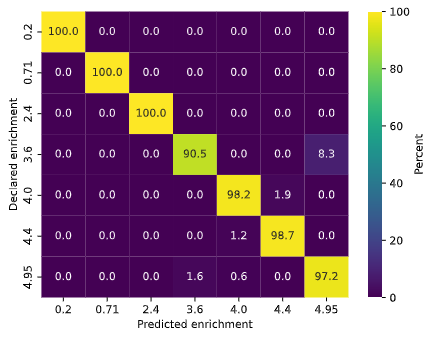 100.0 0.0 0.0 0.0 0.0 0.0 0.0
0.0 100.0 0.0 0.0 0.0 0.0 0.0
0.0 0.0 100.0 0.0 0.0 0.0 0.0
0.0 0.0 0.0 90.5 0.0 0.0 8.3
0.0 0.0 0.0 0.0 98.2 1.9 0.0
0.0 0.0 0.0 0.0 1.2 98.7 0.0
0.0 0.0 0.0 1.6 0.6 0.0 97.2
0.2 0.71 2.4 3.6 4.0 4.4 4.95
Predicted enrichment
Declared enrichment
0.2
0.71
2.4
3.6
4.0
4.4
4.95
100
80
60
40
20
0
Percent